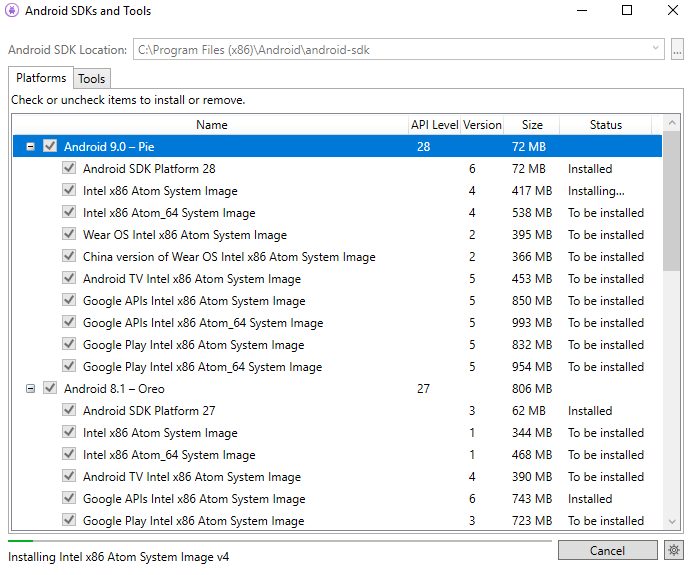 Android SDKs and Tools
Android SDK Location: C:\Program Files (x86)\Android\android-sdk ...
Platforms Tools
Check or uncheck items to install or remove.
Name API Level Version Size Status
Android 9.0 – Pie 28 72 MB
Android SDK Platform 28 6 72 MB Installed
Intel x86 Atom System Image 4 417 MB Installing...
Intel x86 Atom_64 System Image 4 538 MB To be installed
Wear OS Intel x86 Atom System Image 2 395 MB To be installed
China version of Wear OS Intel x86 Atom System Image 2 366 MB To be installed
Android TV Intel x86 Atom System Image 5 453 MB To be installed
Google APIs Intel x86 Atom System Image 5 850 MB To be installed
Google APIs Intel x86 Atom_64 System Image 5 993 MB To be installed
Google Play Intel x86 Atom System Image 5 832 MB To be installed
Google Play Intel x86 Atom_64 System Image 5 954 MB To be installed
Android 8.1 – Oreo 27 806 MB
Android SDK Platform 27 3 62 MB Installed
Intel x86 Atom System Image 1 344 MB To be installed
Intel x86 Atom_64 System Image 1 468 MB To be installed
Android TV Intel x86 Atom System Image 4 390 MB To be installed
Google APIs Intel x86 Atom System Image 6 743 MB Installed
Google Play Intel x86 Atom System Image 3 723 MB To be installed
Installing Intel x86 Atom System Image v4 Cancel